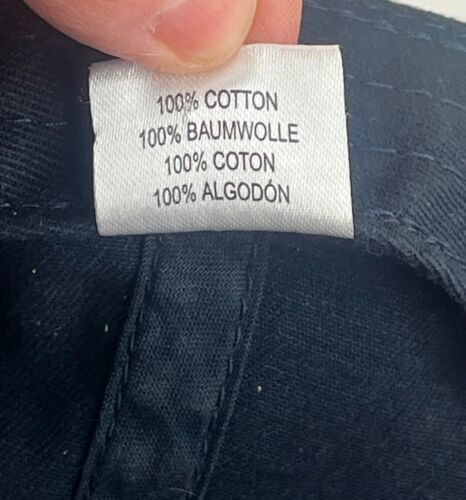 100% COTTON
100% BAUMWOLLE
100% COTON
100% ALGODÓN